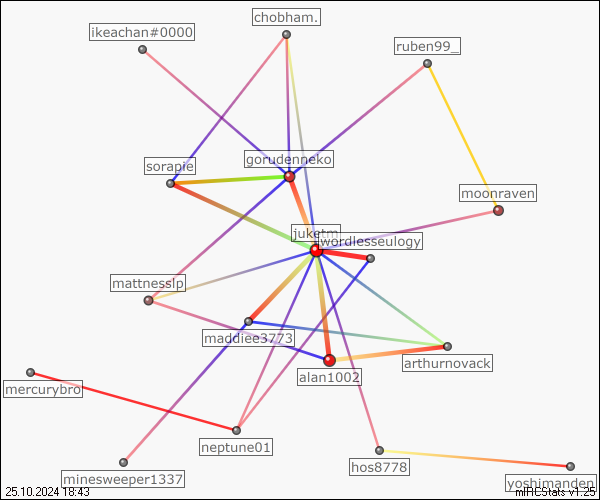 chobham.
ikeachan#0000
ruben99_
gorudenneko
sorapie
moonraven
juketm
wordlesseulogy
mattnesslp
maddiee3773
arthurnovack
alan1002
mercurybro
neptune01
hos8778
minesweeper1337
yoshimanden
25.10.2024 18:43
mIRCStats v1.25